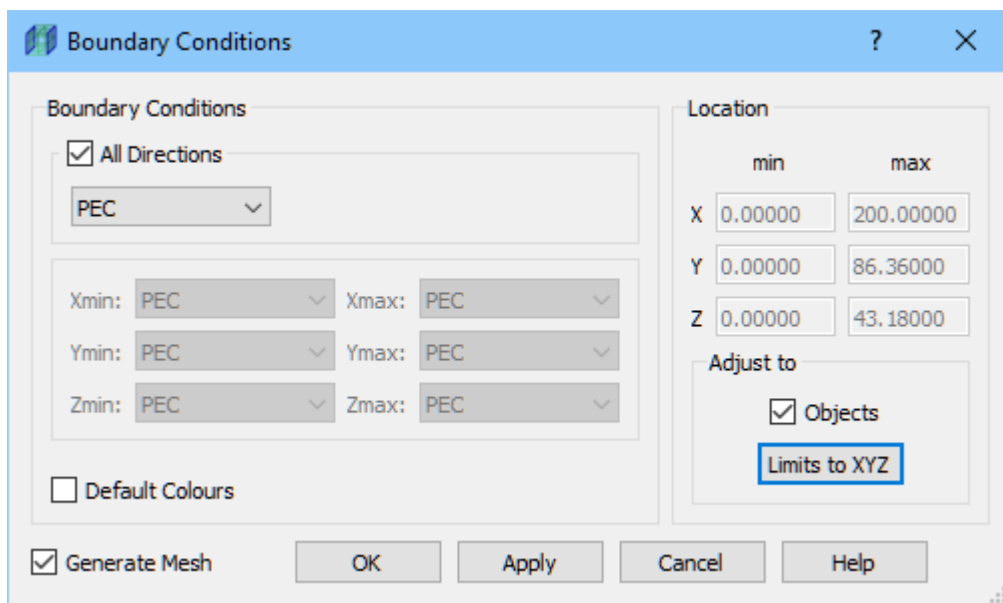 Boundary Conditions ?
Boundary Conditions
All Directions
PEC
Xmin: PEC Xmax: PEC
Ymin: PEC Ymax: PEC
Zmin: PEC Zmax: PEC
Default Colours
Location
min max
X 0.00000 200.00000
Y 0.00000 86.36000
Z 0.00000 43.18000
Adjust to
Objects
Limits to XYZ
Generate Mesh OK Apply Cancel Help